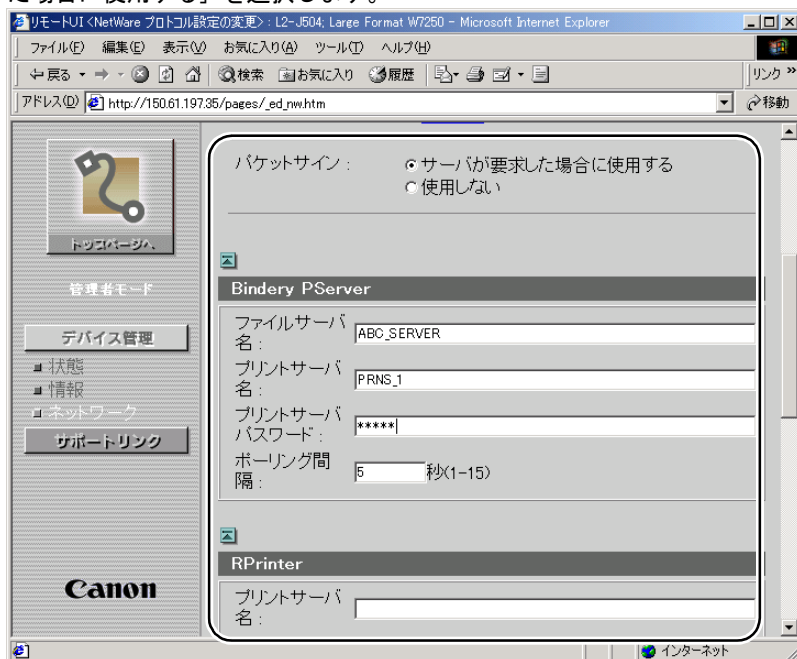 た場合に使用する」を選択します。
リモートUI <NetWare プロトコル設定の変更> : L2-J504; Large Format W7250 - Microsoft Internet Explorer
ファイル(F) 編集(E) 表示(V) お気に入り(A) ツール(T) ヘルプ(H)
戻る 検索 お気に入り 履歴 リンク »
アドレス(D) http://150.61.197.35/pages/_ed_nw.htm 移動
パケットサイン : サーバが要求した場合に使用する
使用しない
トップページへ
管理者モード
Bindery PServer
デバイス管理
ファイルサーバ
名 : ABC_SERVER
状態
プリントサーバ
名 : PRNS_1
情報
ネットワーク
プリントサーバ
パスワード : *****
サポートリンク
ポーリング間
隔 : 5 秒(1-15)
RPrinter
Canon
プリントサーバ
名 :
インターネット